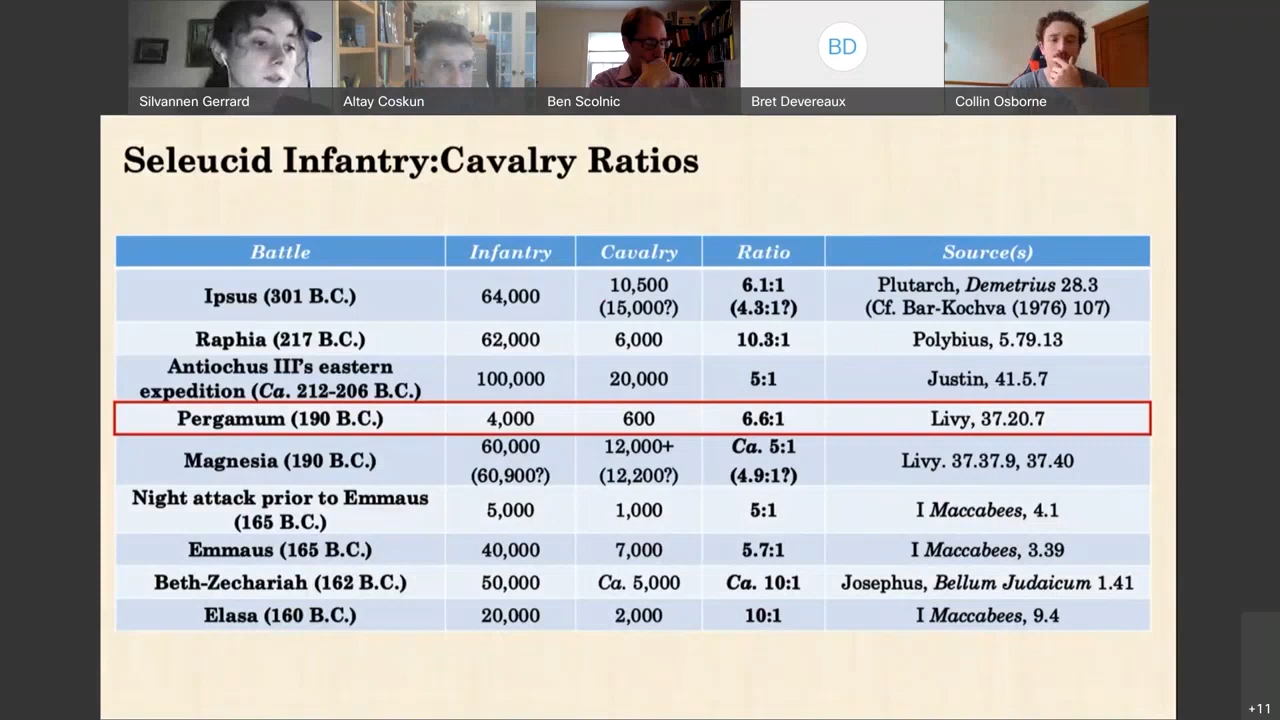 Silvannen Gerrard
Altay Coskun
Ben Scolnic
BD
Bret Devereaux
Collin Osborne
Seleucid Infantry:Cavalry Ratios
Battle Infantry Cavalry Ratio Source(s)
Ipsus (301 B.C.) 64,000 10,500 (15,000?) 6.1:1 (4.3:1?) Plutarch, Demetrius 28.3 (Cf. Bar-Kochva (1976) 107)
Raphia (217 B.C.) 62,000 6,000 10.3:1 Polybius, 5.79.13
Antiochus III's eastern expedition (Ca. 212-206 B.C.) 100,000 20,000 5:1 Justin, 41.5.7
Pergamum (190 B.C.) 4,000 600 6.6:1 Livy, 37.20.7
Magnesia (190 B.C.) 60,000 (60,900?) 12,000+ (12,200?) Ca. 5:1 (4.9:1?) Livy. 37.37.9, 37.40
Night attack prior to Emmaus (165 B.C.) 5,000 1,000 5:1 I Maccabees, 4.1
Emmaus (165 B.C.) 40,000 7,000 5.7:1 I Maccabees, 3.39
Beth-Zechariah (162 B.C.) 50,000 Ca. 5,000 Ca. 10:1 Josephus, Bellum Judaicum 1.41
Elasa (160 B.C.) 20,000 2,000 10:1 I Maccabees, 9.4
+11